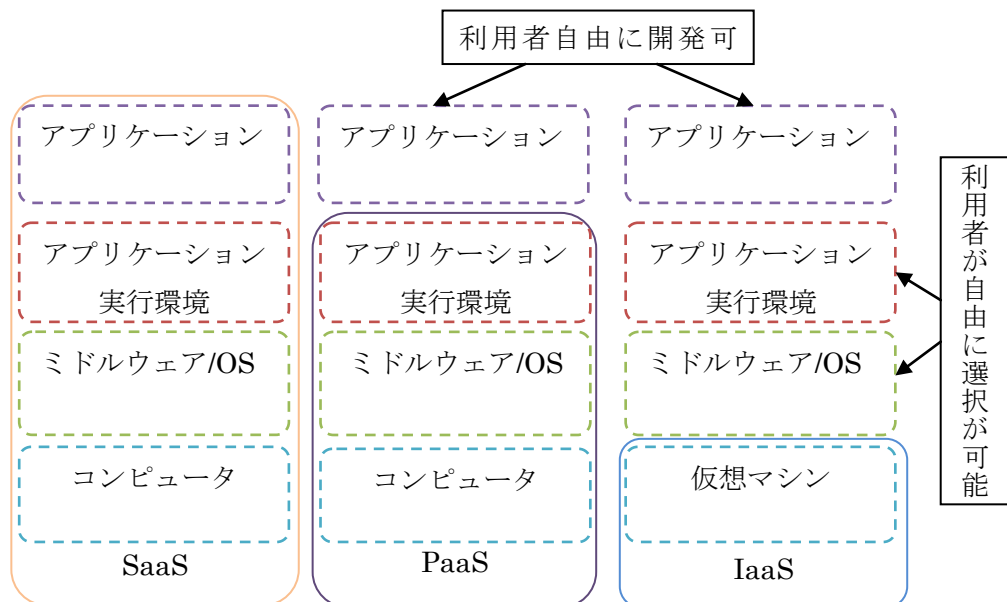 利用者自由に開発可
アプリケーション
アプリケーション
実行環境
ミドルウェア/OS
コンピュータ
SaaS
アプリケーション
アプリケーション
実行環境
ミドルウェア/OS
コンピュータ
PaaS
アプリケーション
アプリケーション
実行環境
ミドルウェア/OS
仮想マシン
IaaS
利用者が自由に選択が可能